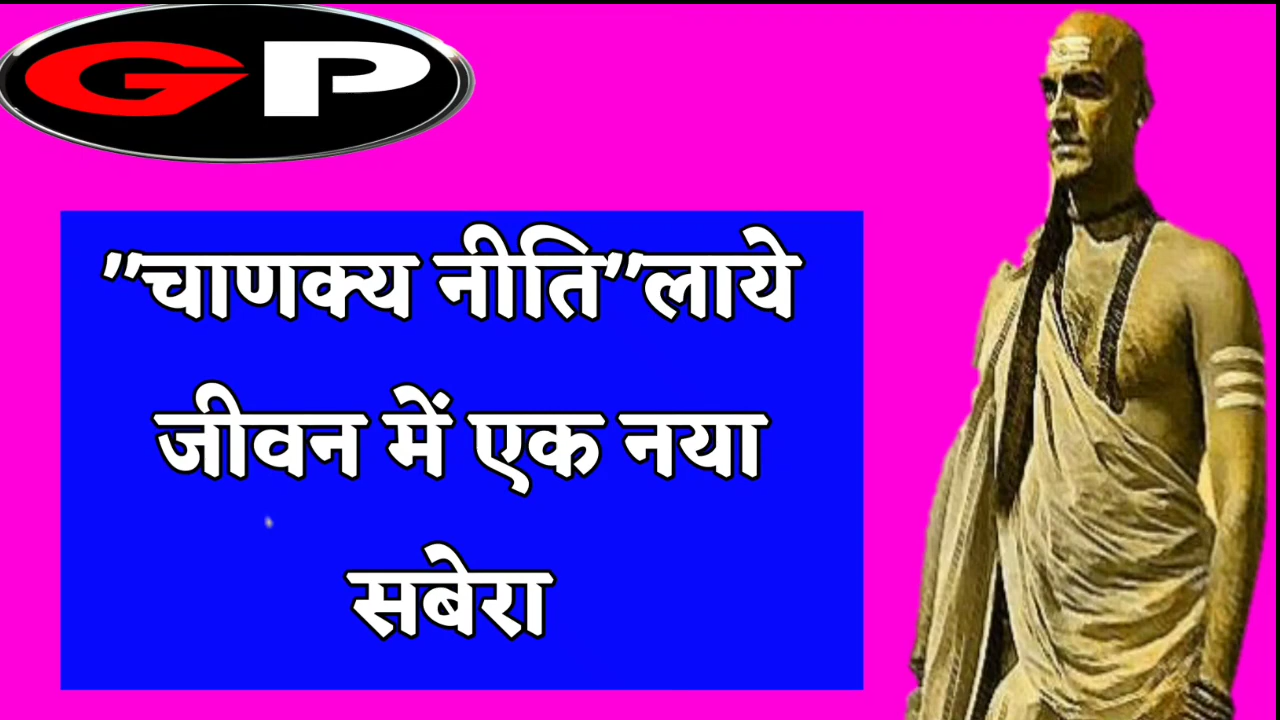 GP
"चाणक्य नीति"लाये
जीवन में एक नया
सबेरा